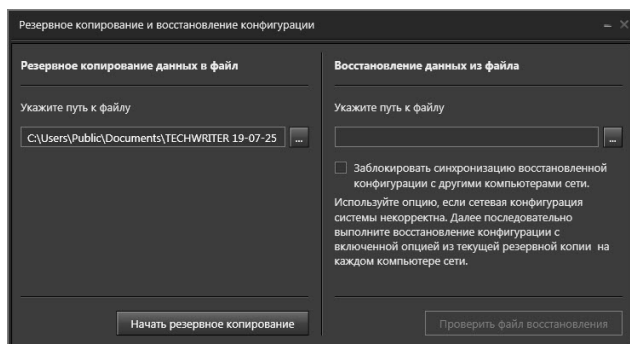 Резервное копирование и восстановление конфигурации
Резервное копирование данных в файл
Укажите путь к файлу
C:\Users\Public\Documents\TECHWRITER 19-07-25
...
Начать резервное копирование
Восстановление данных из файла
Укажите путь к файлу
...
Заблокировать синхронизацию восстановленной
конфигурации с другими компьютерами сети.
Используйте опцию, если сетевая конфигурация
системы некорректна. Далее последовательно
выполните восстановление конфигурации с
включенной опцией из текущей резервной копии на
каждом компьютере сети.
Проверить файл восстановления